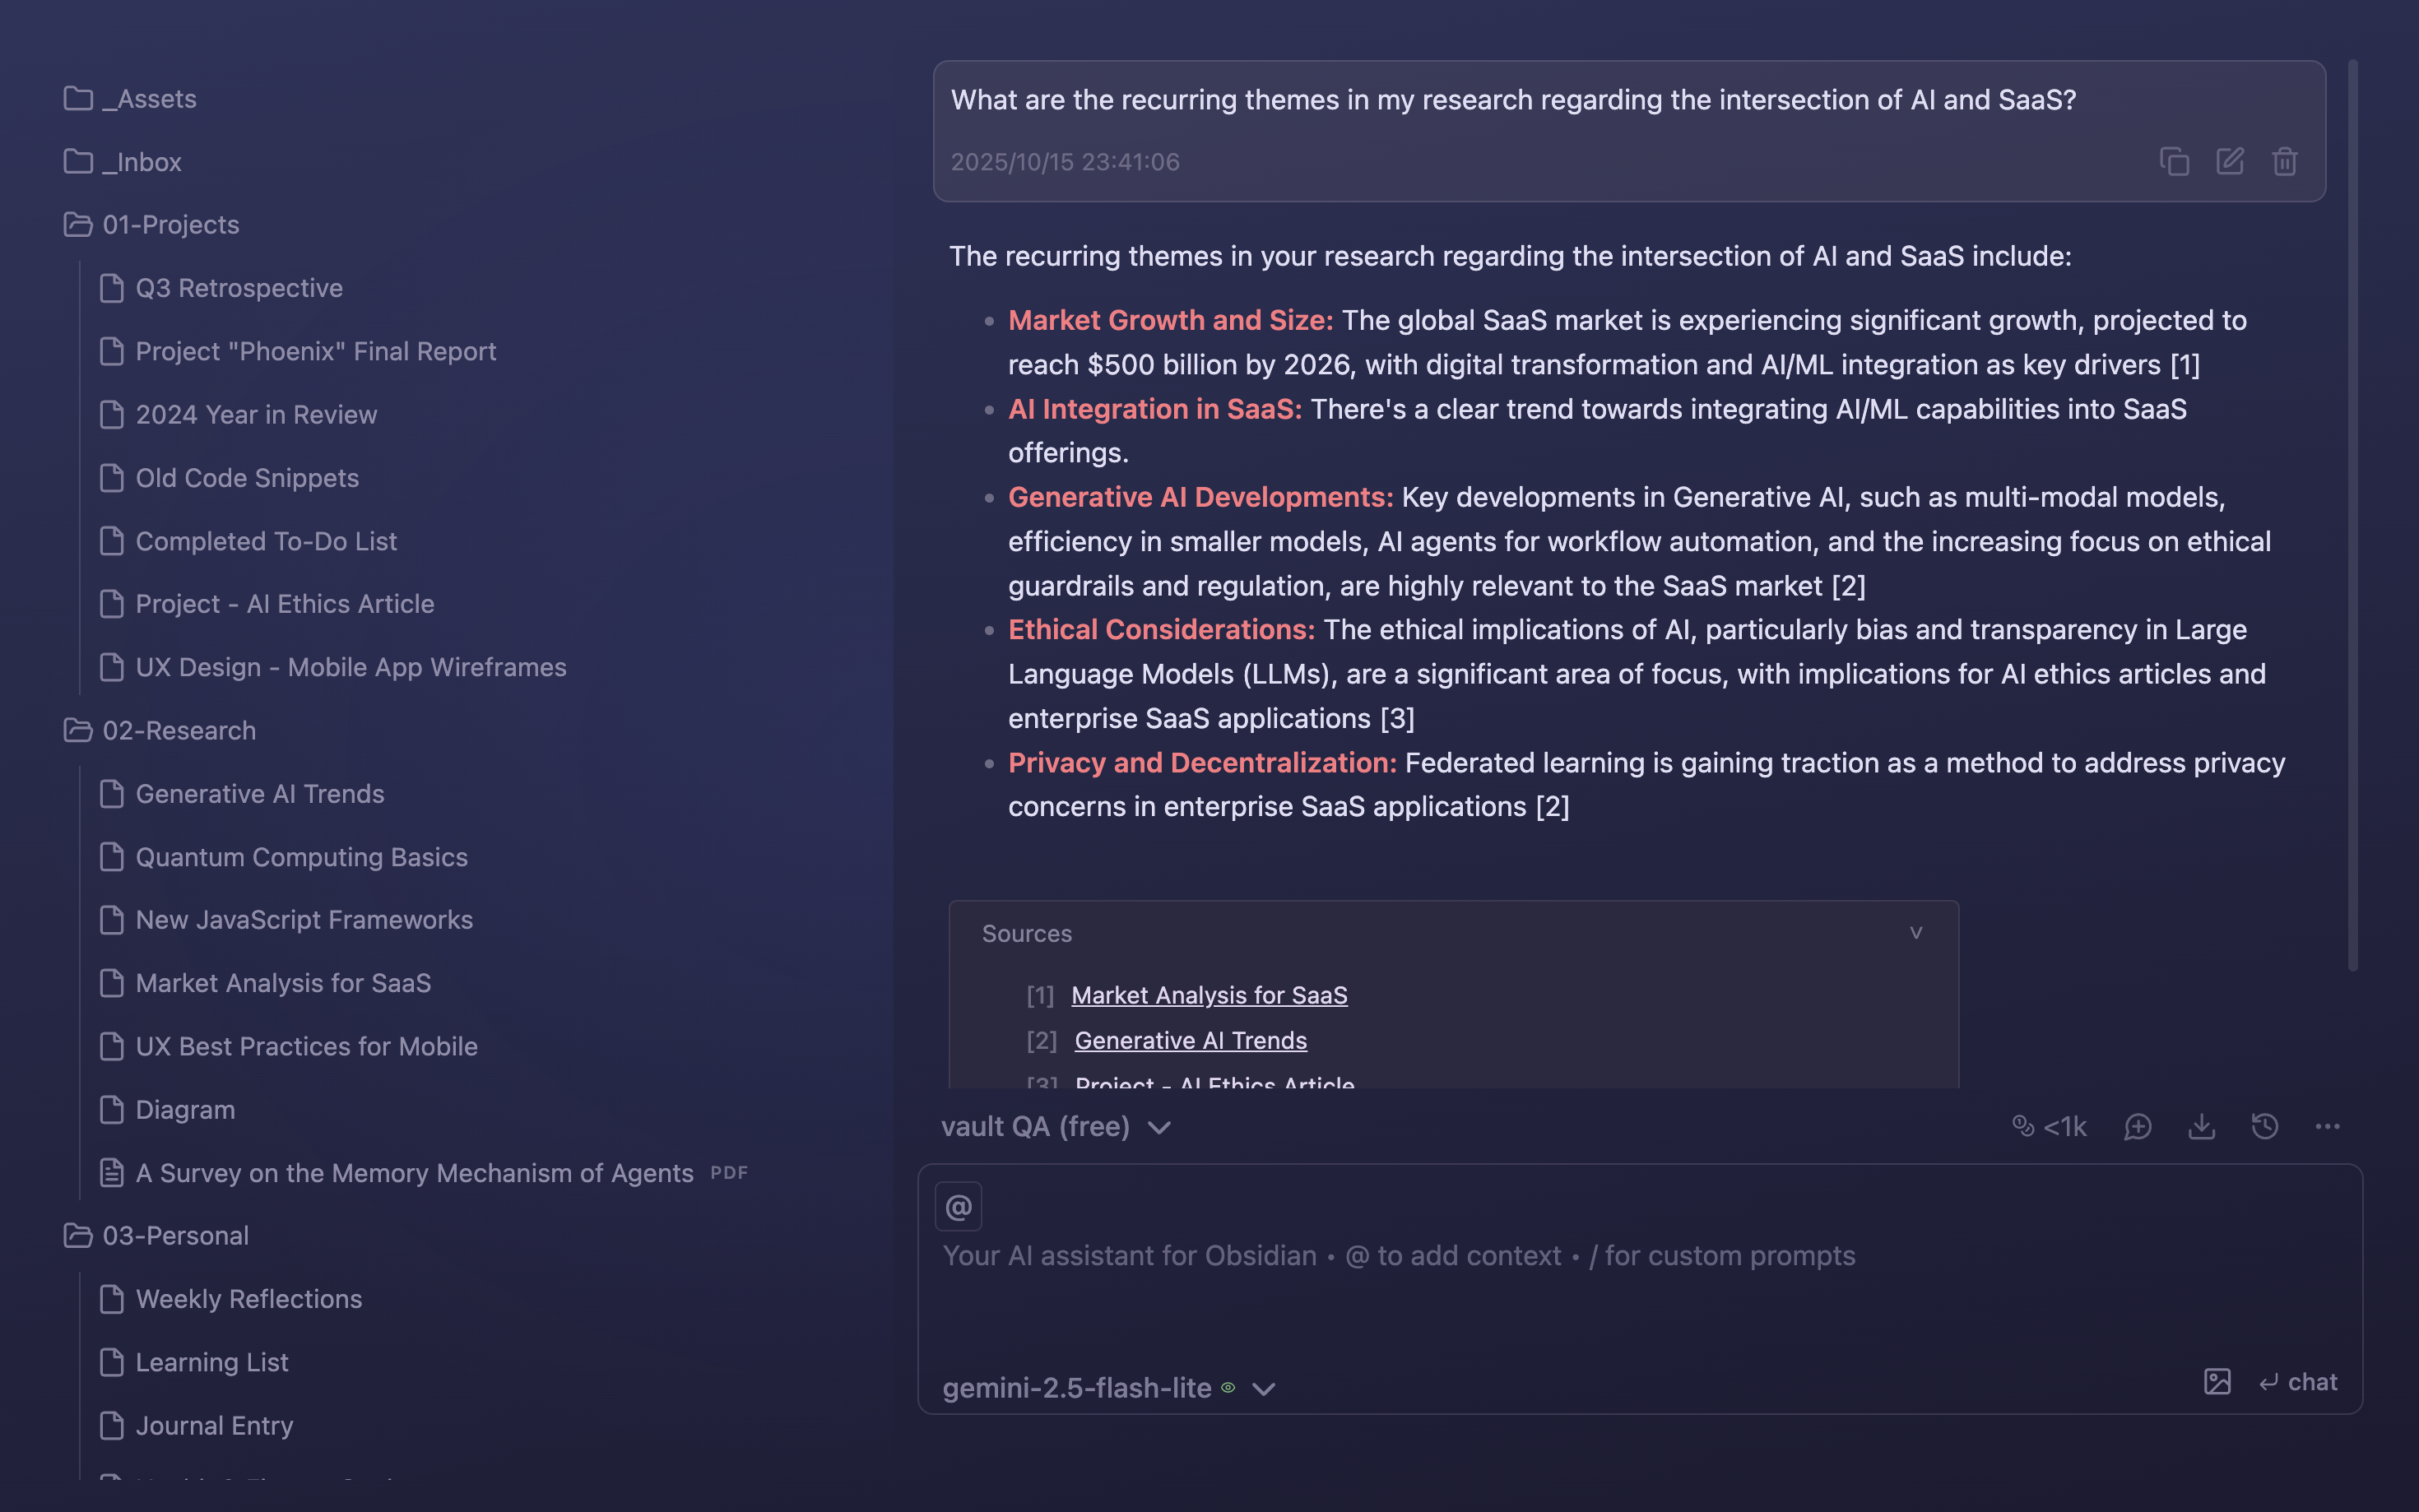 _Assets
_Inbox
01-Projects
Q3 Retrospective
Project "Phoenix" Final Report
2024 Year in Review
Old Code Snippets
Completed To-Do List
Project - AI Ethics Article
UX Design - Mobile App Wireframes
02-Research
Generative AI Trends
Quantum Computing Basics
New JavaScript Frameworks
Market Analysis for SaaS
UX Best Practices for Mobile
Diagram
A Survey on the Memory Mechanism of Agents PDF
03-Personal
Weekly Reflections
Learning List
Journal Entry
What are the recurring themes in my research regarding the intersection of AI and SaaS?
2025/10/15 23:41:06
The recurring themes in your research regarding the intersection of AI and SaaS include:
• Market Growth and Size: The global SaaS market is experiencing significant growth, projected to
reach $500 billion by 2026, with digital transformation and AI/ML integration as key drivers [1]
• AI Integration in SaaS: There's a clear trend towards integrating AI/ML capabilities into SaaS
offerings.
• Generative AI Developments: Key developments in Generative AI, such as multi-modal models,
efficiency in smaller models, AI agents for workflow automation, and the increasing focus on ethical
guardrails and regulation, are highly relevant to the SaaS market [2]
• Ethical Considerations: The ethical implications of AI, particularly bias and transparency in Large
Language Models (LLMs), are a significant area of focus, with implications for AI ethics articles and
enterprise SaaS applications [3]
• Privacy and Decentralization: Federated learning is gaining traction as a method to address privacy
concerns in enterprise SaaS applications [2]
Sources
[1] Market Analysis for SaaS
[2] Generative AI Trends
[3] Project - AI Ethics Article
vault QA (free)
<1k
@
Your AI assistant for Obsidian • @ to add context • / for custom prompts
gemini-2.5-flash-lite
chat